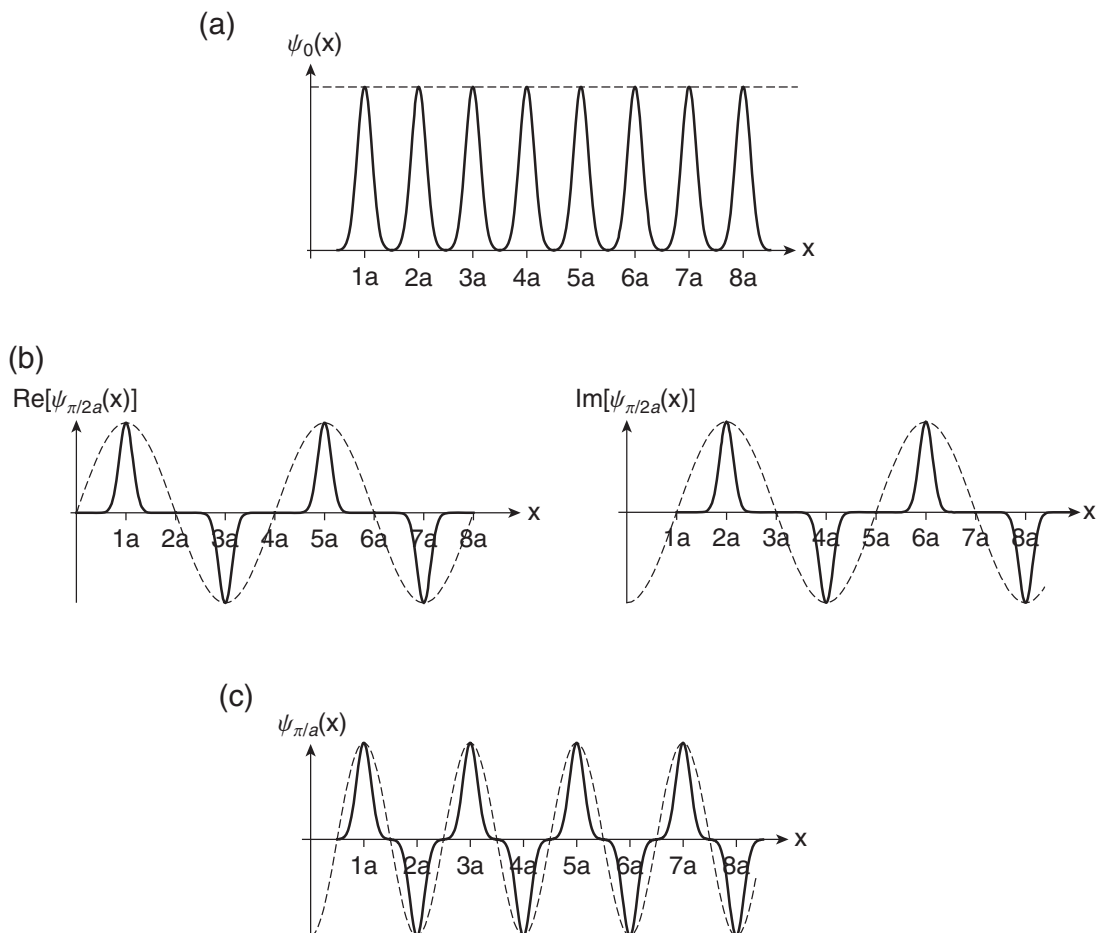 (a)
ψ₀(x)
x
1a 2a 3a 4a 5a 6a 7a 8a
(b)
Re[ψπ/2a(x)]
x
1a 2a 3a 4a 5a 6a 7a 8a
Im[ψπ/2a(x)]
x
1a 2a 3a 4a 5a 6a 7a 8a
(c)
ψπ/a(x)
x
1a 2a 3a 4a 5a 6a 7a 8a